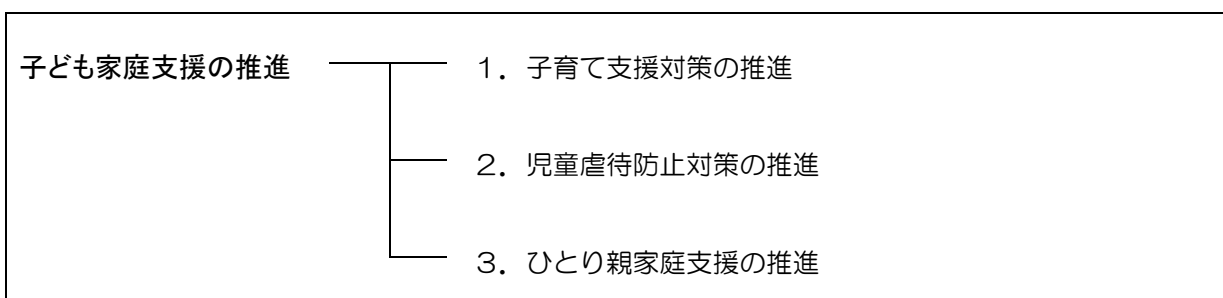 子ども家庭支援の推進
1．子育て支援対策の推進
2．児童虐待防止対策の推進
3．ひとり親家庭支援の推進